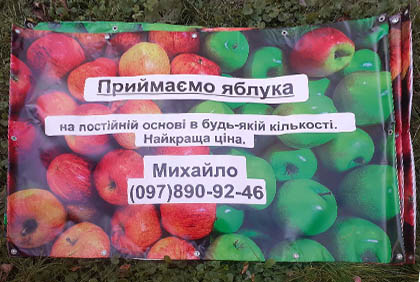 Приймаємо яблука
на постійній основі в будь-якій кількості.
Найкраща ціна.
Михайло
(097)890-92-46